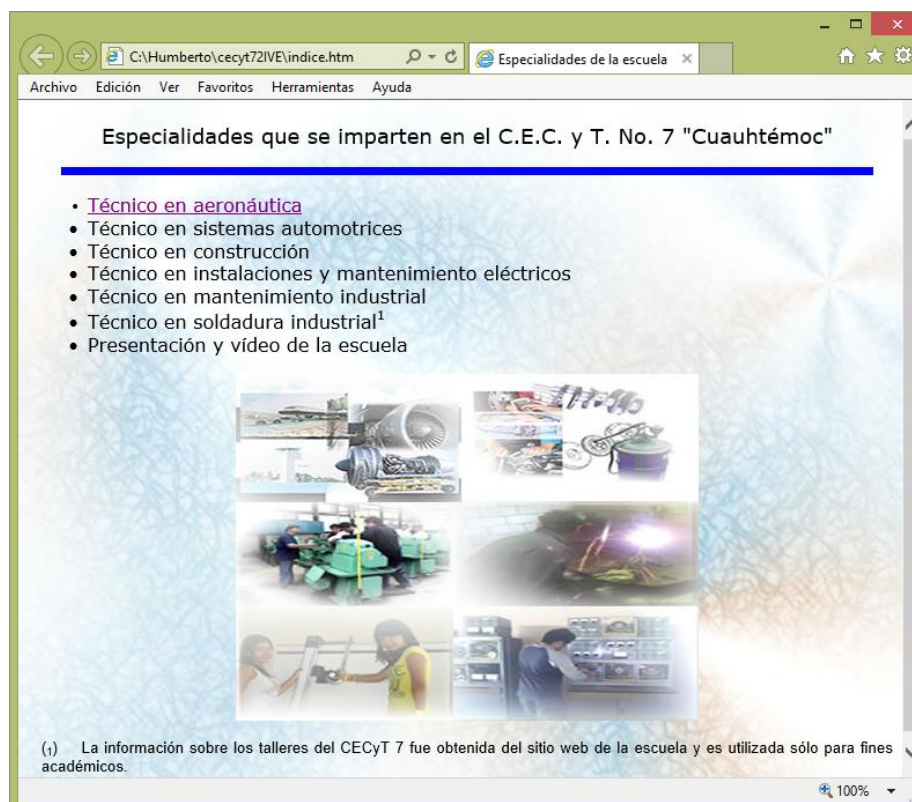 C:\Humberto\cecyt72IVE\indice.htm
Especialidades de la escuela
Archivo Edición Ver Favoritos Herramientas Ayuda
Especialidades que se imparten en el C.E.C. y T. No. 7 "Cuauhtémoc"
• Técnico en aeronáutica
• Técnico en sistemas automotrices
• Técnico en construcción
• Técnico en instalaciones y mantenimiento eléctricos
• Técnico en mantenimiento industrial
• Técnico en soldadura industrial¹
• Presentación y vídeo de la escuela
(₁) La información sobre los talleres del CECyT 7 fue obtenida del sitio web de la escuela y es utilizada sólo para fines
académicos.
100%